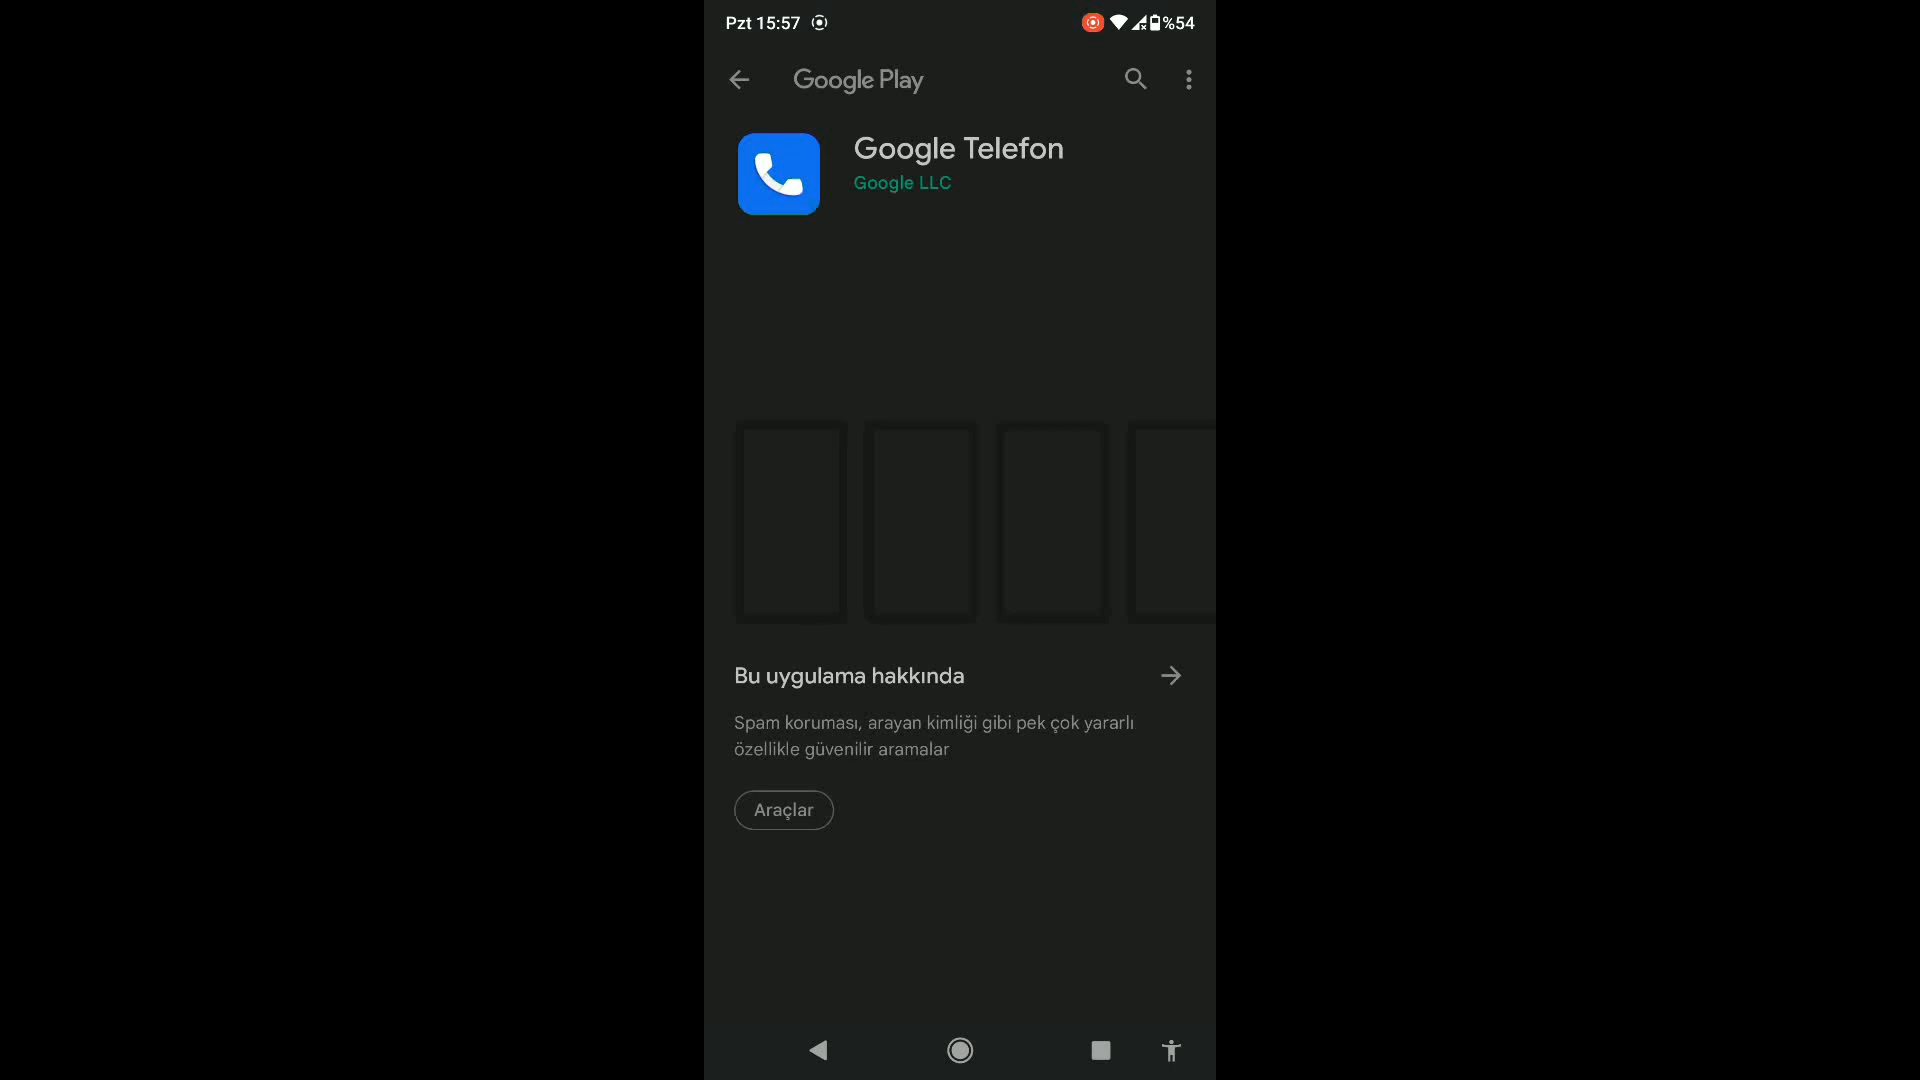 Pzt 15:57
%54
Google Play
Google Telefon
Google LLC
Bu uygulama hakkında
Spam koruması, arayan kimliği gibi pek çok yararlı
özellikle güvenilir aramalar
Araçlar